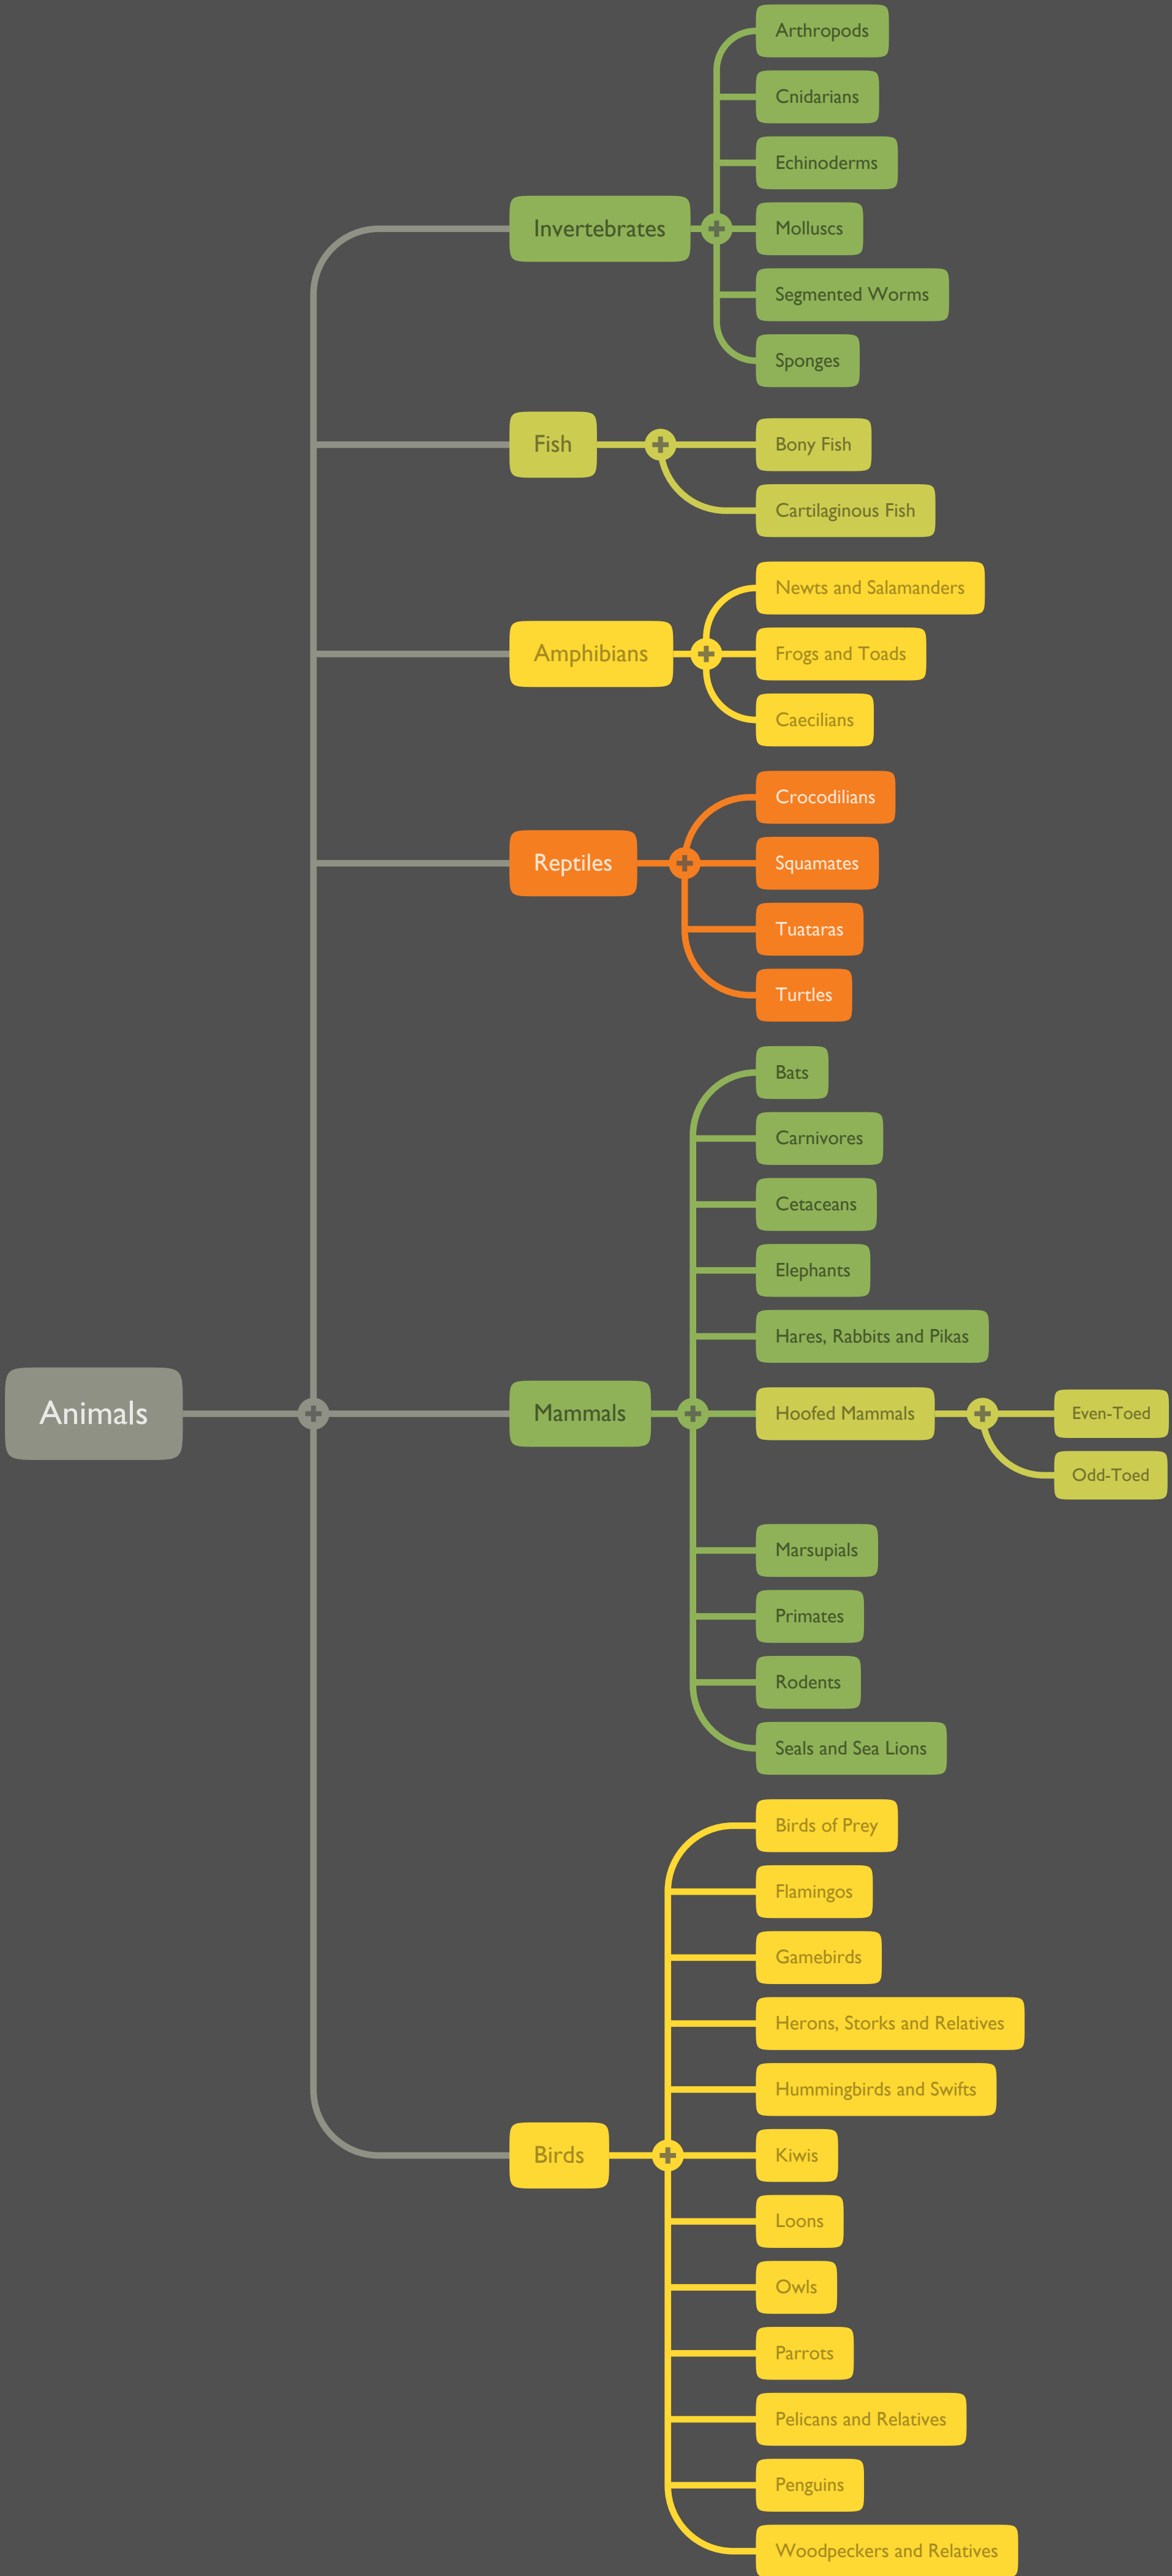 Arthropods
Cnidarians
Echinoderms
Invertebrates
Molluscs
Segmented Worms
Sponges
Fish
Bony Fish
Cartilaginous Fish
Newts and Salamanders
Amphibians
Frogs and Toads
Caecilians
Crocodilians
Reptiles
Squamates
Tuataras
Turtles
Bats
Carnivores
Cetaceans
Elephants
Hares, Rabbits and Pikas
Animals
Mammals
Hoofed Mammals
Even-Toed
Odd-Toed
Marsupials
Primates
Rodents
Seals and Sea Lions
Birds of Prey
Flamingos
Gamebirds
Herons, Storks and Relatives
Hummingbirds and Swifts
Birds
Kiwis
Loons
Owls
Parrots
Pelicans and Relatives
Penguins
Woodpeckers and Relatives